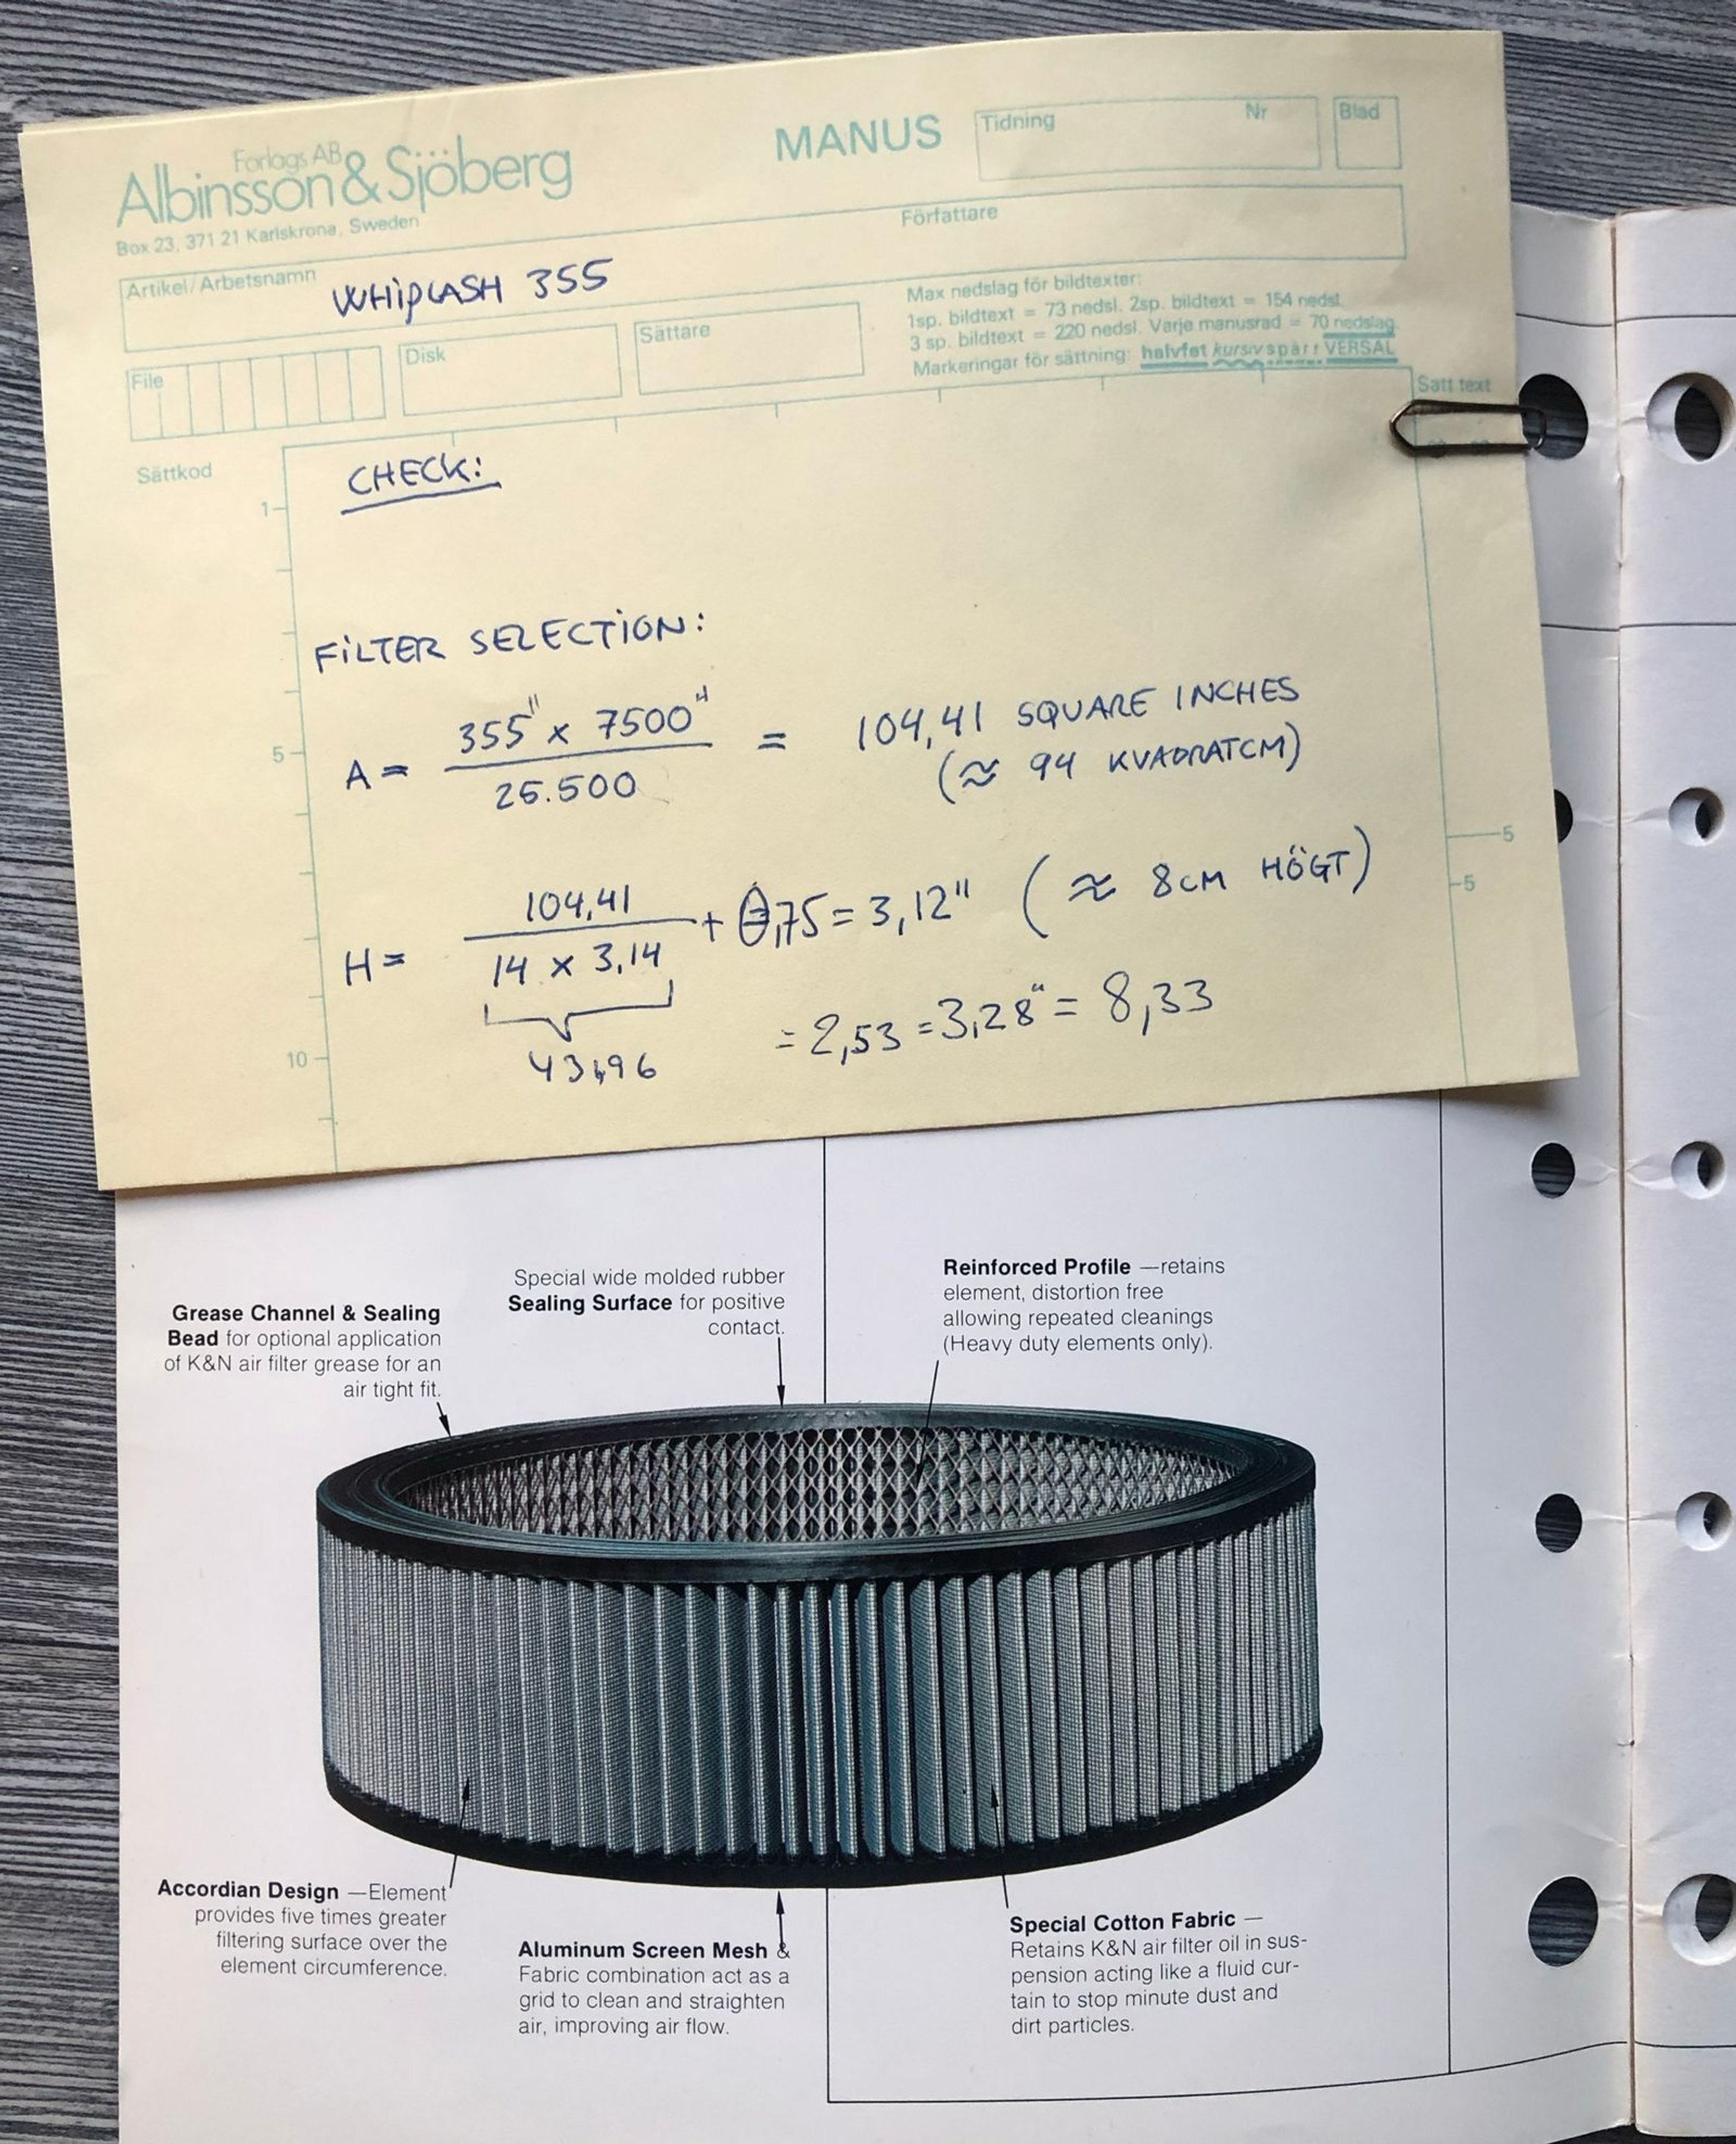 Förlags AB
Albinsson & Sjöberg
Box 23, 371 21 Karlskrona, Sweden
MANUS
Tidning
Nr
Blad
Författare
Artikel/Arbetsnamn
WHIPLASH 355
File
Disk
Sättare
Max nedslag för bildtexter:
1sp. bildtext = 73 nedsl. 2sp. bildtext = 154 nedsl.
3 sp. bildtext = 220 nedsl. Varje manusrad = 70 nedslag
Markeringar för sättning: halvfet kursiv spärr VERSAL
Satt text
Sättkod
CHECK:
1
FILTER SELECTION:
355" x 7500"
A = = 104,41 SQUARE INCHES
25.500
(≈ 94 KVADRATCM)
5
5
5
104,41
H = + 0,75 = 3,12" (≈ 8CM HÖGT)
14 x 3,14
43,96
= 2,53 = 3,28" = 8,33
10
Grease Channel & Sealing
Bead for optional application
of K&N air filter grease for an
air tight fit.
Special wide molded rubber
Sealing Surface for positive
contact.
Reinforced Profile —retains
element, distortion free
allowing repeated cleanings
(Heavy duty elements only).
Accordian Design —Element
provides five times greater
filtering surface over the
element circumference.
Aluminum Screen Mesh &
Fabric combination act as a
grid to clean and straighten
air, improving air flow.
Special Cotton Fabric —
Retains K&N air filter oil in sus-
pension acting like a fluid cur-
tain to stop minute dust and
dirt particles.